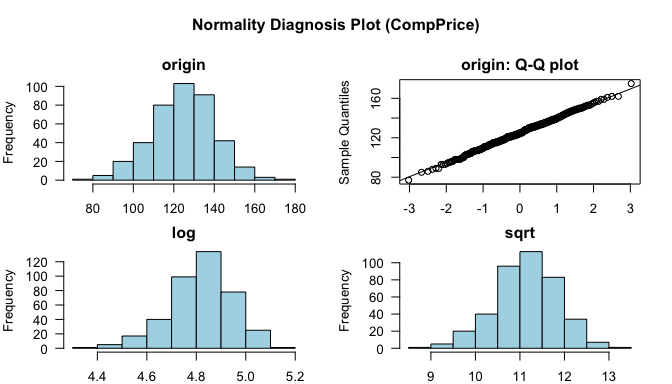 Normality Diagnosis Plot (CompPrice)
origin
Frequency
100
80
60
40
20
0
80 100 120 140 160 180
origin: Q-Q plot
Sample Quantiles
160
120
80
-3 -2 -1 0 1 2 3
log
Frequency
120
100
80
60
40
20
0
4.4 4.6 4.8 5.0 5.2
sqrt
Frequency
100
80
60
40
20
0
9 10 11 12 13